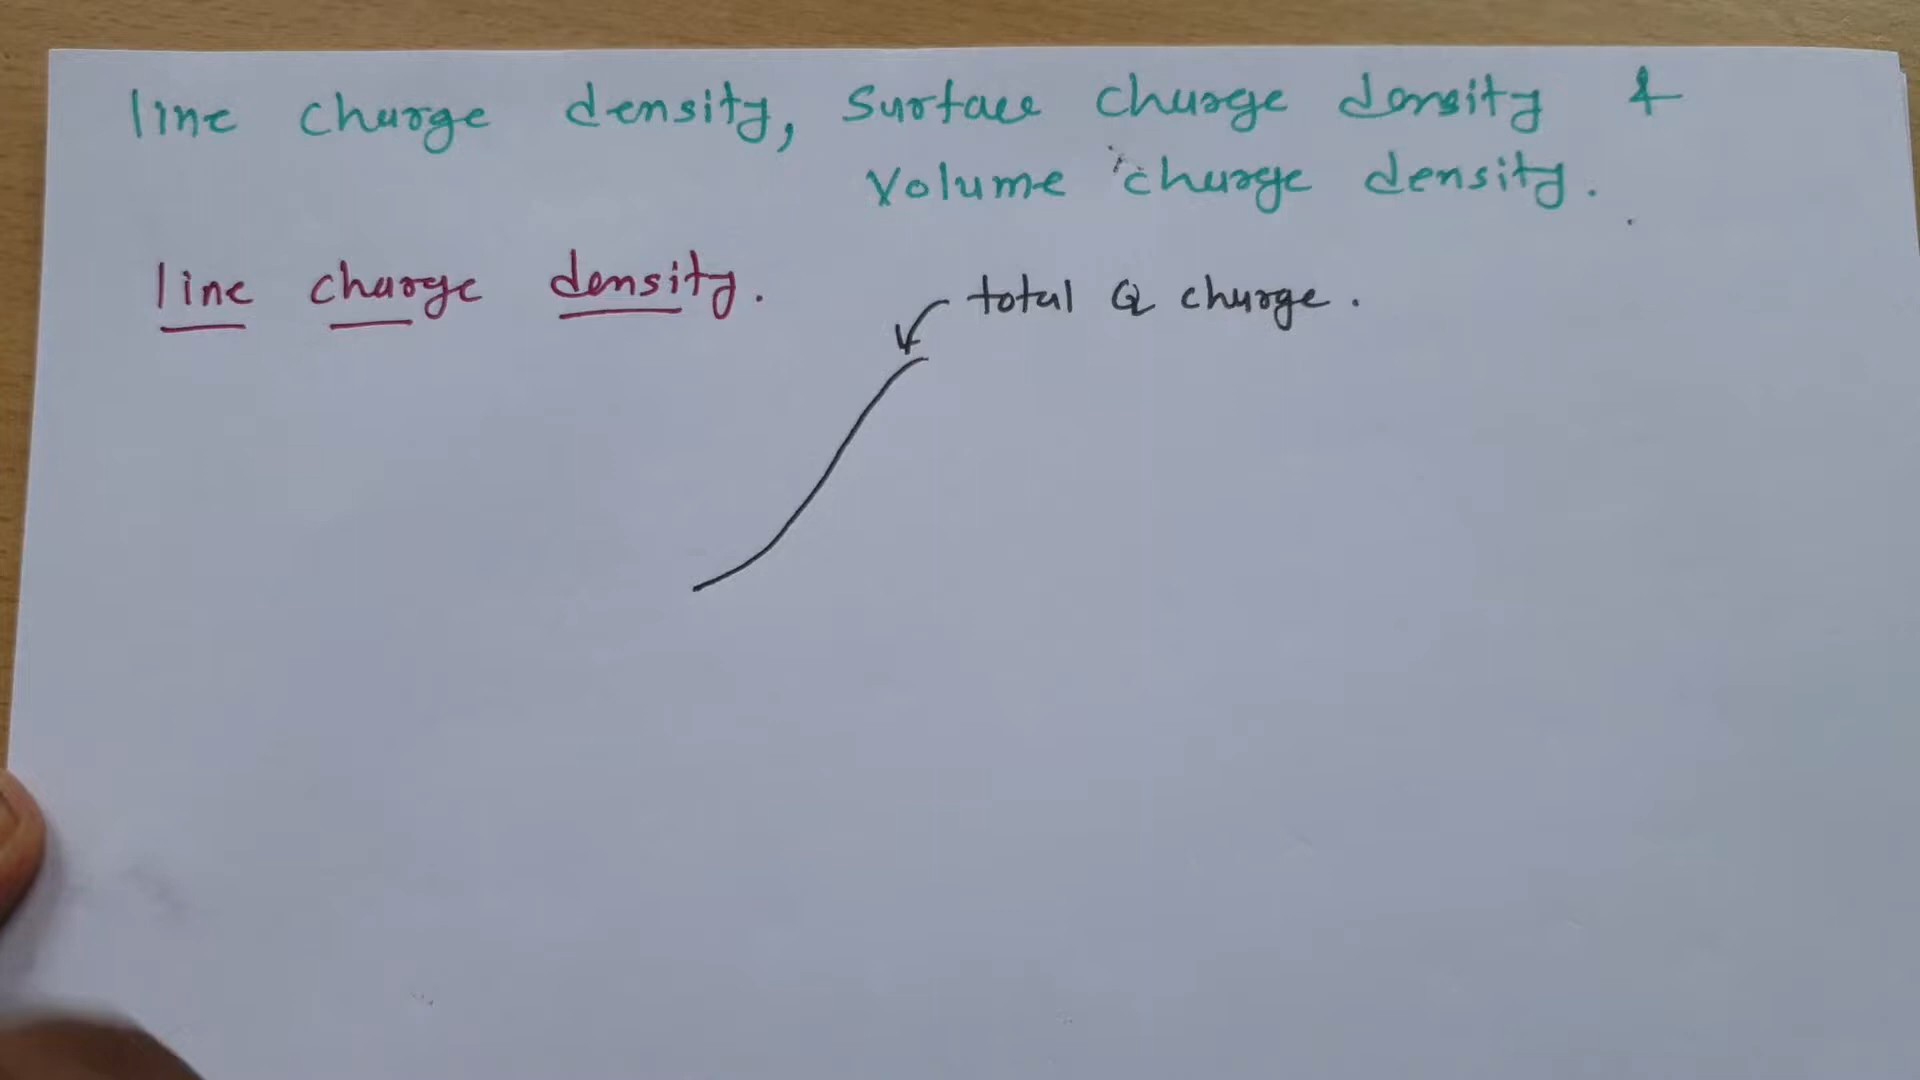 line charge density, Surface charge density &
Volume charge density.
line charge density.
total Q charge.